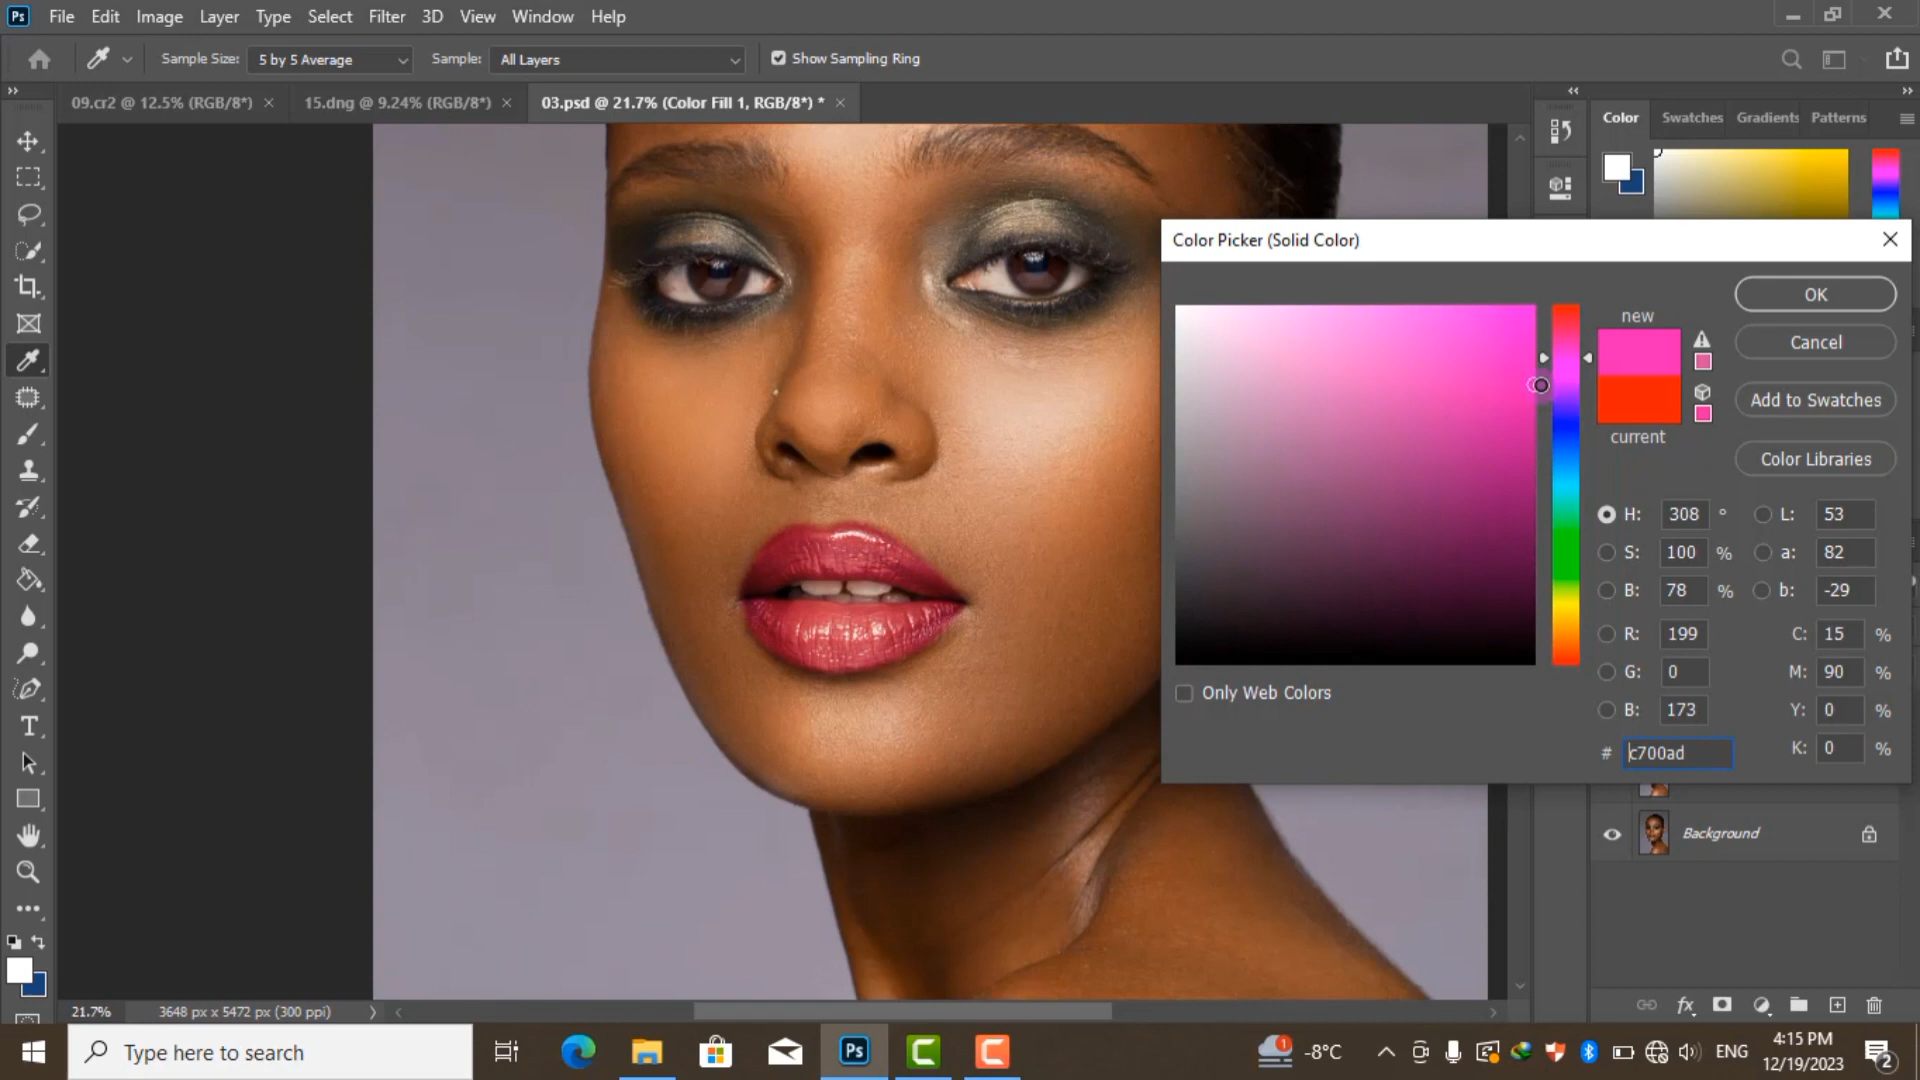 Ps File Edit Image Layer Type Select Filter 3D View Window Help
Sample Size: 5 by 5 Average Sample: All Layers Show Sampling Ring
09.cr2 @ 12.5% (RGB/8*) 15.dng @ 9.24% (RGB/8*) 03.psd @ 21.7% (Color Fill 1, RGB/8*) *
Color Swatches Gradients Patterns
Color Picker (Solid Color)
new
current
OK
Cancel
Add to Swatches
Color Libraries
H: 308 ° L: 53
S: 100 % a: 82
B: 78 % b: -29
R: 199 C: 15 %
G: 0 M: 90 %
B: 173 Y: 0 %
# c700ad K: 0 %
Only Web Colors
Background
21.7% 3648 px x 5472 px (300 ppi)
Type here to search
Ps
1
-8°C
ENG
4:15 PM
12/19/2023
2